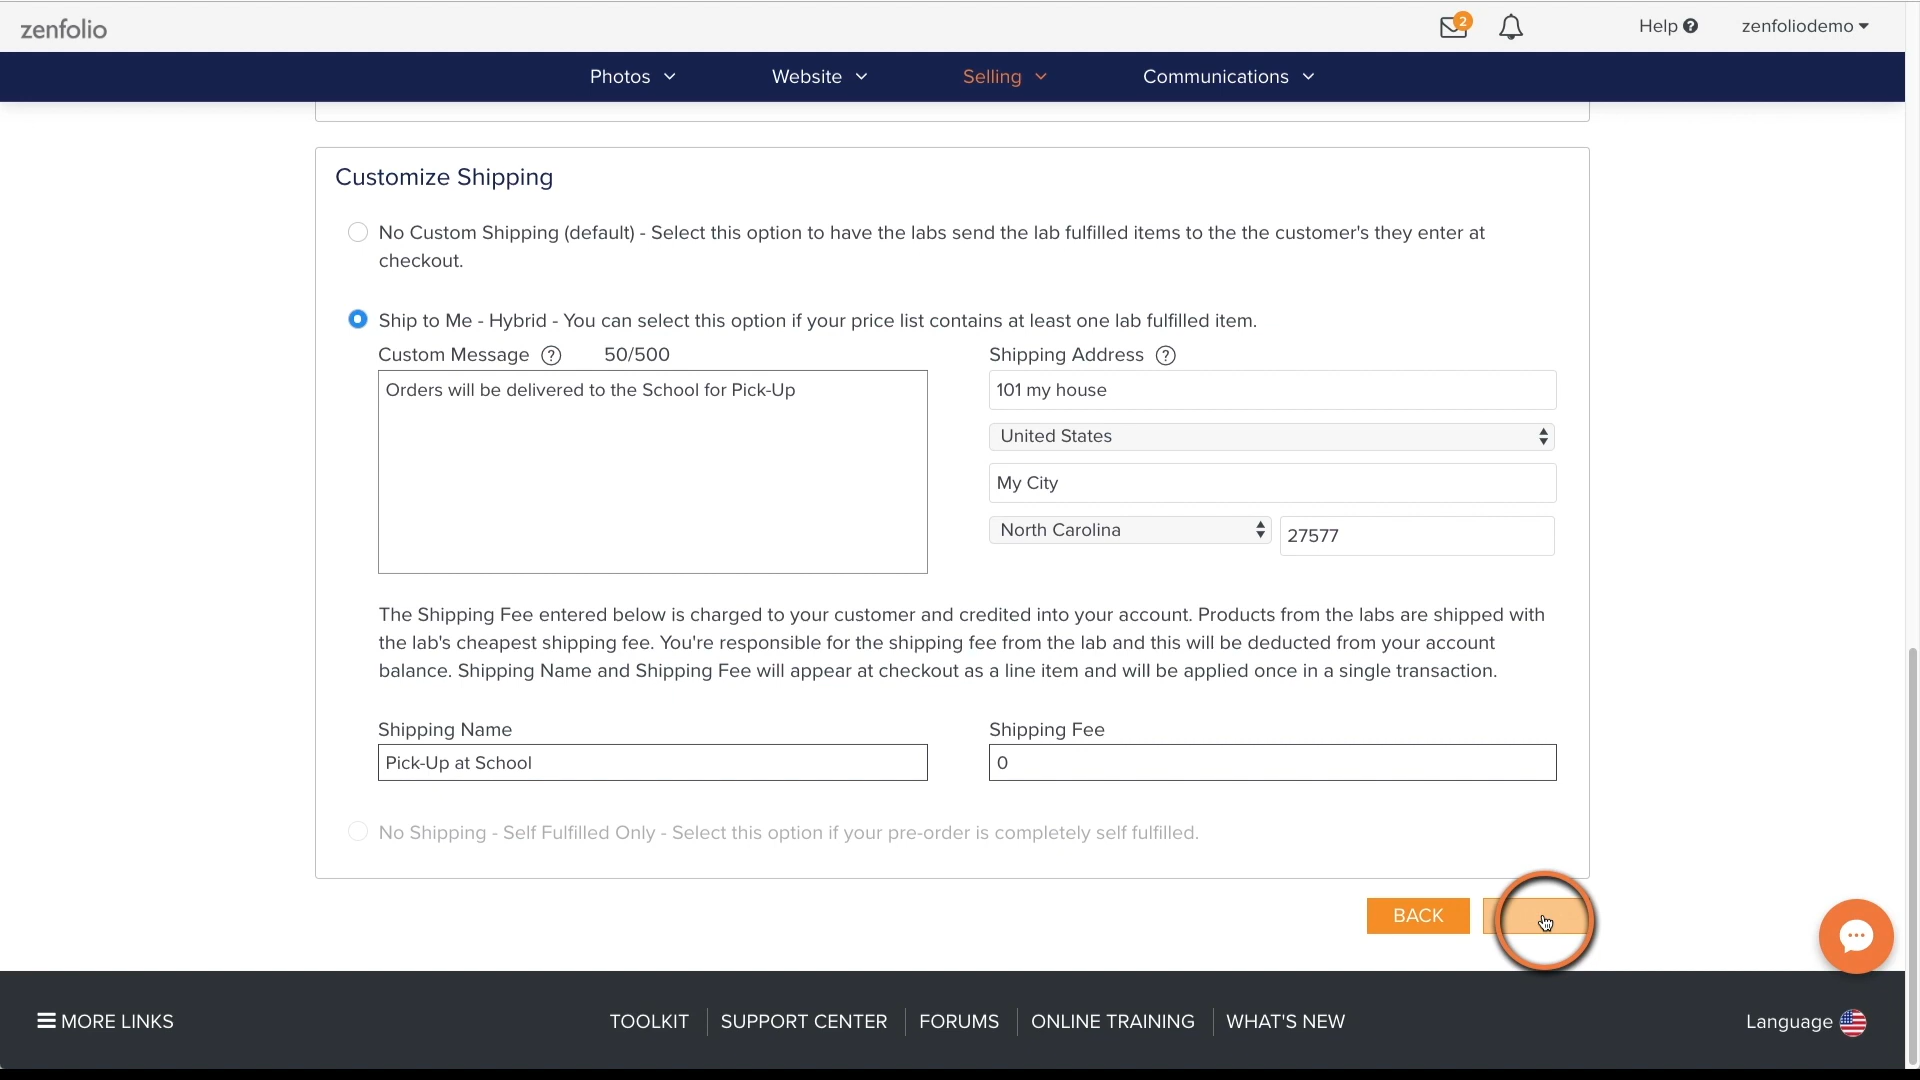 zenfolio
2
Help
zenfoliodemo
Photos
Website
Selling
Communications
Customize Shipping
No Custom Shipping (default) - Select this option to have the labs send the lab fulfilled items to the the customer's they enter at
checkout.
Ship to Me - Hybrid - You can select this option if your price list contains at least one lab fulfilled item.
Custom Message ? 50/500
Shipping Address ?
Orders will be delivered to the School for Pick-Up
101 my house
United States
My City
North Carolina
27577
The Shipping Fee entered below is charged to your customer and credited into your account. Products from the labs are shipped with
the lab's cheapest shipping fee. You're responsible for the shipping fee from the lab and this will be deducted from your account
balance. Shipping Name and Shipping Fee will appear at checkout as a line item and will be applied once in a single transaction.
Shipping Name
Shipping Fee
Pick-Up at School
0
No Shipping - Self Fulfilled Only - Select this option if your pre-order is completely self fulfilled.
BACK
MORE LINKS
TOOLKIT
SUPPORT CENTER
FORUMS
ONLINE TRAINING
WHAT'S NEW
Language